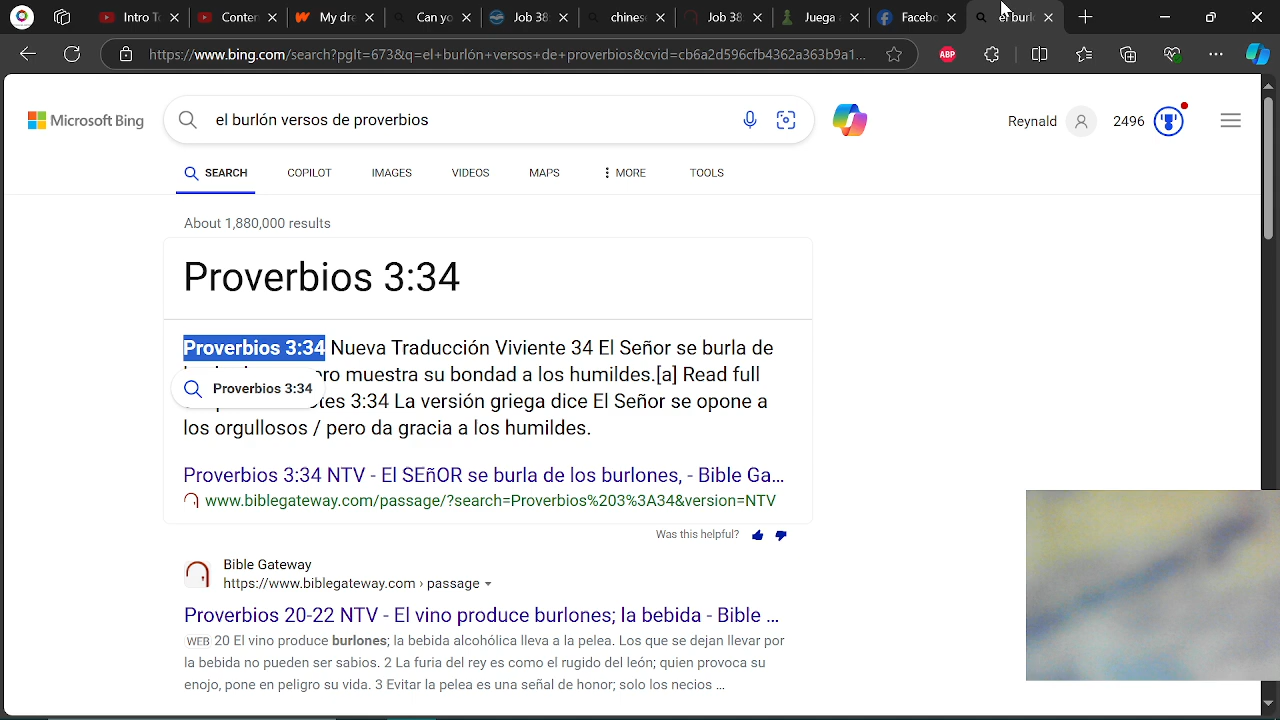 Intro T
Conten
My dre
Can yo
Job 38
chines
Job 38
Juega
Facebo
el burl
https://www.bing.com/search?pglt=673&q=el+burlón+versos+de+proverbios&cvid=cb6a2d596cfb4362a363b9a1...
ABP
Microsoft Bing
el burlón versos de proverbios
Reynald
2496
SEARCH
COPILOT
IMAGES
VIDEOS
MAPS
MORE
TOOLS
About 1,880,000 results
Proverbios 3:34
Proverbios 3:34 Nueva Traducción Viviente 34 El Señor se burla de
muestra su bondad a los humildes.[a] Read full
Proverbios 3:34
3:34 La versión griega dice El Señor se opone a
los orgullosos / pero da gracia a los humildes.
Proverbios 3:34 NTV - El SEñOR se burla de los burlones, - Bible Ga...
www.biblegateway.com/passage/?search=Proverbios%203%3A34&version=NTV
Was this helpful?
Bible Gateway
https://www.biblegateway.com › passage
Proverbios 20-22 NTV - El vino produce burlones; la bebida - Bible ...
WEB 20 El vino produce burlones; la bebida alcohólica lleva a la pelea. Los que se dejan llevar por
la bebida no pueden ser sabios. 2 La furia del rey es como el rugido del león; quien provoca su
enojo, pone en peligro su vida. 3 Evitar la pelea es una señal de honor; solo los necios ...